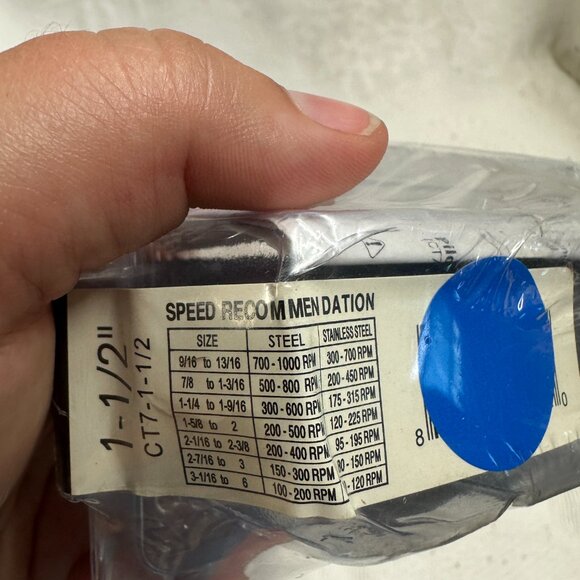 1-1/2"
CT7-1-1/2
SPEED RECOMMENDATION
SIZE STEEL STAINLESS STEEL
9/16 to 13/16 700-1000 RPM 300-700 RPM
7/8 to 1-3/16 500-800 RPM 200-450 RPM
1-1/4 to 1-9/16 300-600 RPM 175-315 RPM
1-5/8 to 2 200-500 RPM 120-225 RPM
2-1/16 to 2-3/8 200-400 RPM 95-195 RPM
2-7/16 to 3 150-300 RPM 80-150 RPM
3-1/16 to 6 100-200 RPM -120 RPM
8 0